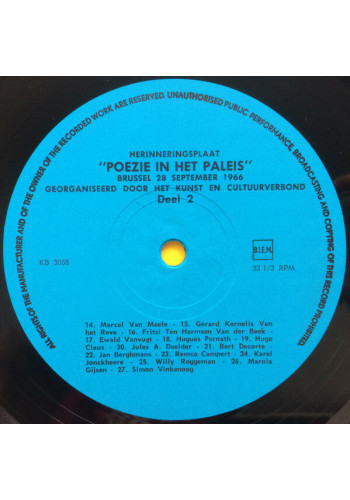 ALL RIGHTS OF THE MANUFACTURER AND OF THE OWNER OF THE RECORDED WORK ARE RESERVED. UNAUTHORISED PUBLIC PERFORMANCE, BROADCASTING AND COPYING OF THIS RECORD PROHIBITED.
HERINNERINGSPLAAT
"POEZIE IN HET PALEIS"
BRUSSEL 28 SEPTEMBER 1966
GEORGANISEERD DOOR HET KUNST EN CULTUURVERBOND
Deel 2
B.I.E.M.
KB 3058
33 1/3 RPM
14. Marcel Van Maele - 15. Gerard Kornelis Van
het Reve - 16. Fritzi Ten Harmsen Van der Beek -
17. Ewald Vanvugt - 18. Hugues Pernath - 19. Hugo
Claus - 20. Jules A. Deelder - 21. Bert Decorte -
22. Jan Berghmans - 23. Remco Campert - 24. Karel
Jonckheere - 25. Willy Roggeman - 26. Marnix
Gijsen - 27. Simon Vinkenoog